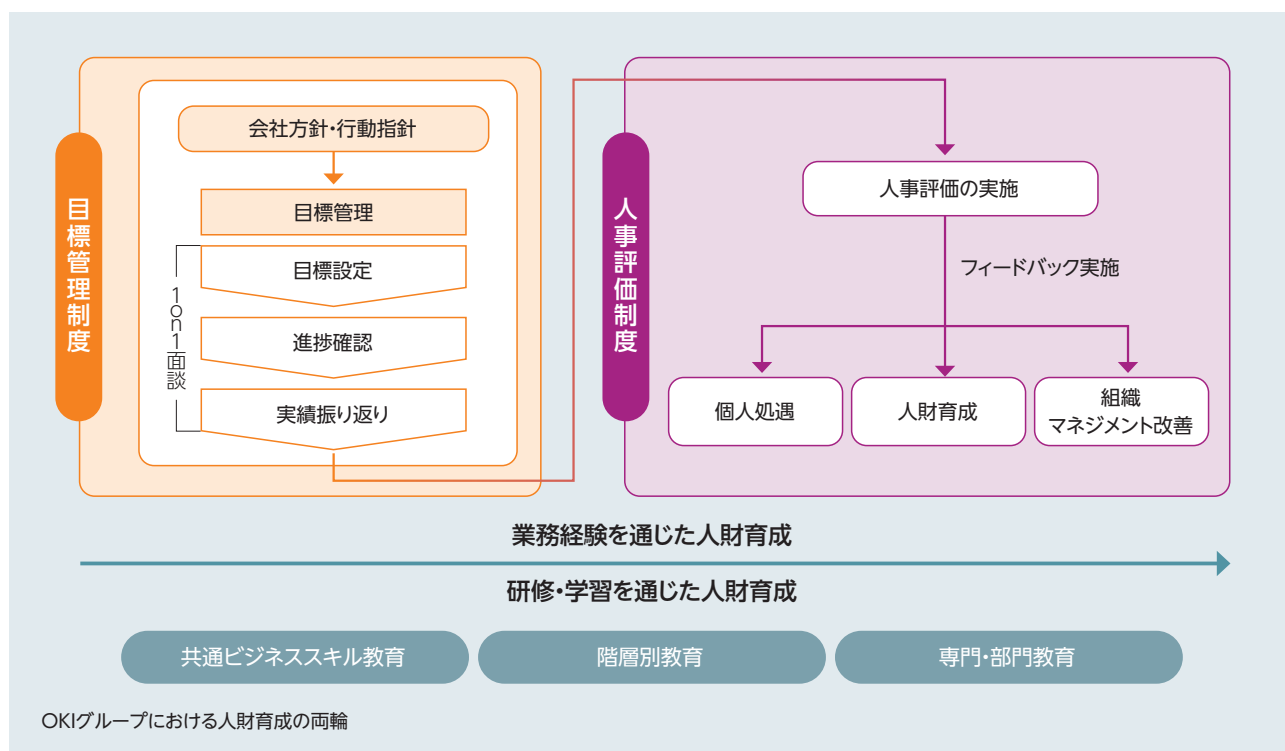 目標管理制度
会社方針・行動指針
目標管理
1on1面談
目標設定
進捗確認
実績振り返り
人事評価制度
人事評価の実施
フィードバック実施
個人処遇
人財育成
組織
マネジメント改善
業務経験を通じた人財育成
研修・学習を通じた人財育成
共通ビジネススキル教育
階層別教育
専門・部門教育
OKIグループにおける人財育成の両輪